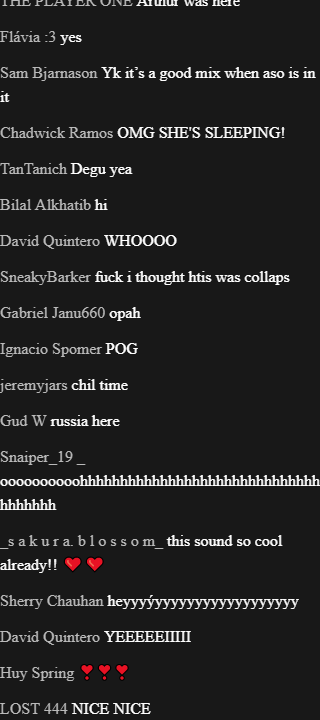 THE PLAYER ONE Arthur was here
Flávia :3 yes
Sam Bjarnason Yk it's a good mix when aso is in
it
Chadwick Ramos OMG SHE'S SLEEPING!
TanTanich Degu yea
Bilal Alkhatib hi
David Quintero WHOOOO
SneakyBarker fuck i thought htis was collaps
Gabriel Janu660 opah
Ignacio Spomer POG
jeremyjars chil time
Gud W russia here
Snaiper_19 _
oooooooooohhhhhhhhhhhhhhhhhhhhhhhhhhhhhh
hhhhhhh
_s a k u r a. b l o s s o m_ this sound so cool
already!! ❤️ ❤️
Sherry Chauhan heyyyýyyyyyyyyyyyyyyyyyy
David Quintero YEEEEEIIIII
Huy Spring ❣️❣️❣️
LOST 444 NICE NICE